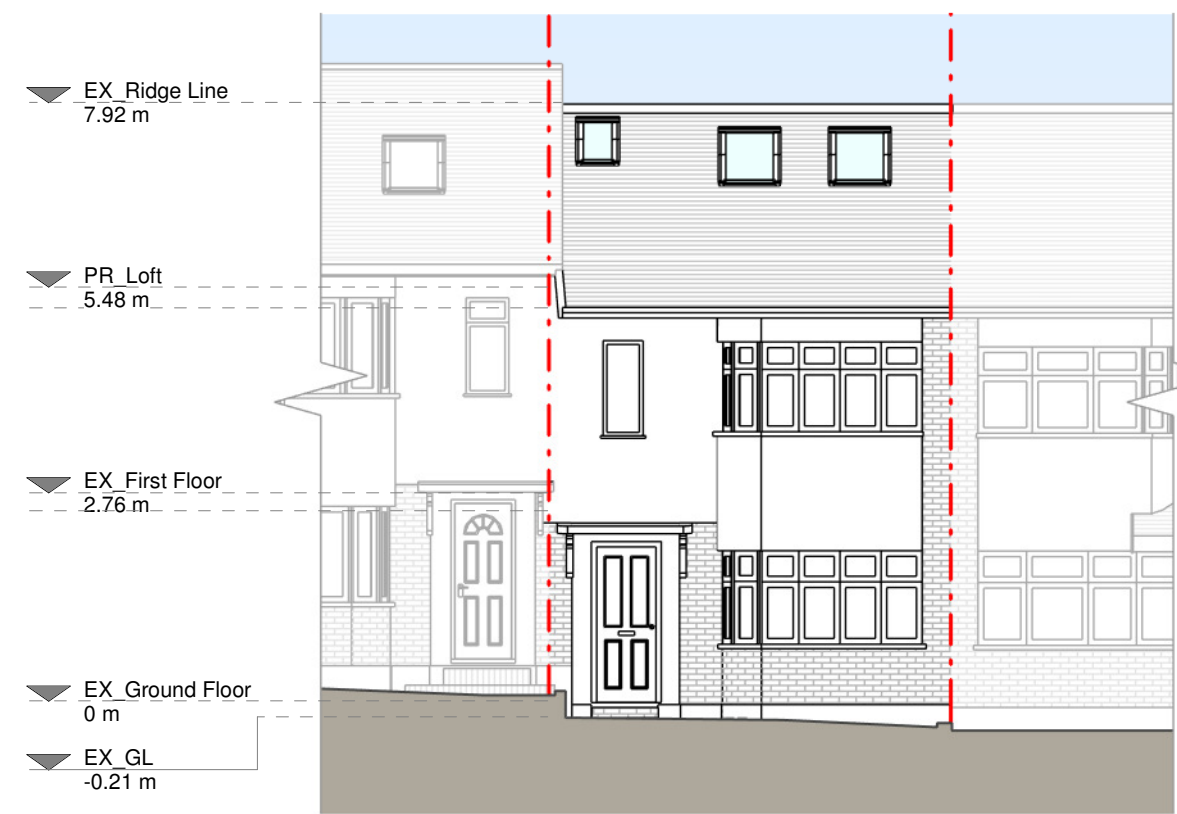 EX_Ridge Line
7.92 m
PR_Loft
5.48 m
EX_First Floor
2.76 m
EX_Ground Floor
0 m
EX_GL
-0.21 m